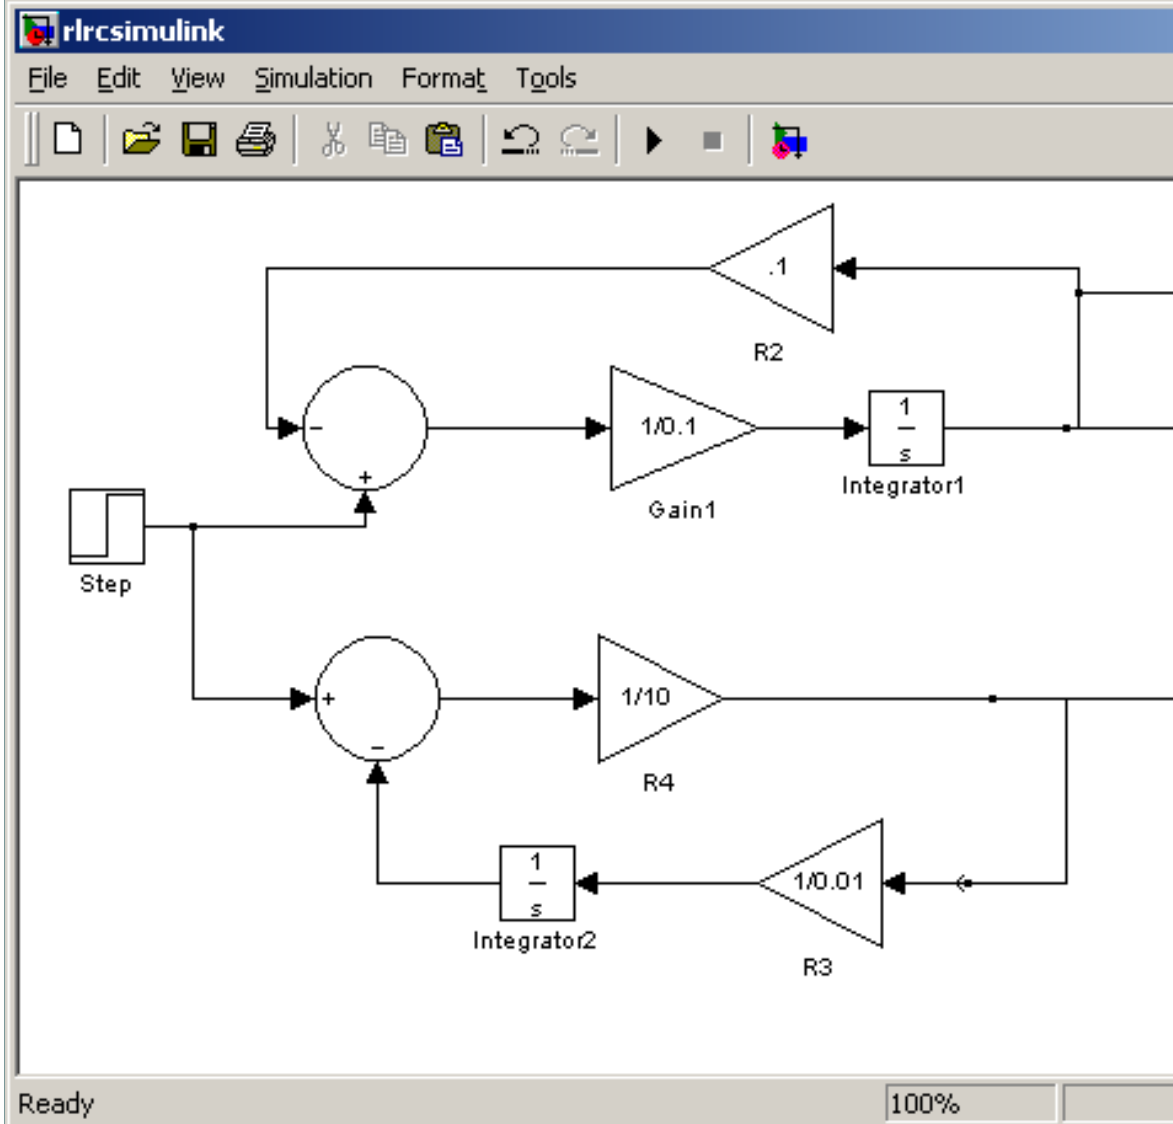 rlrcsimulink
File Edit View Simulation Format Tools
.1
R2
-
+
1/0.1
Gain1
1
s
Integrator1
Step
+
-
1/10
R4
1
s
Integrator2
1/0.01
R3
Ready 100%